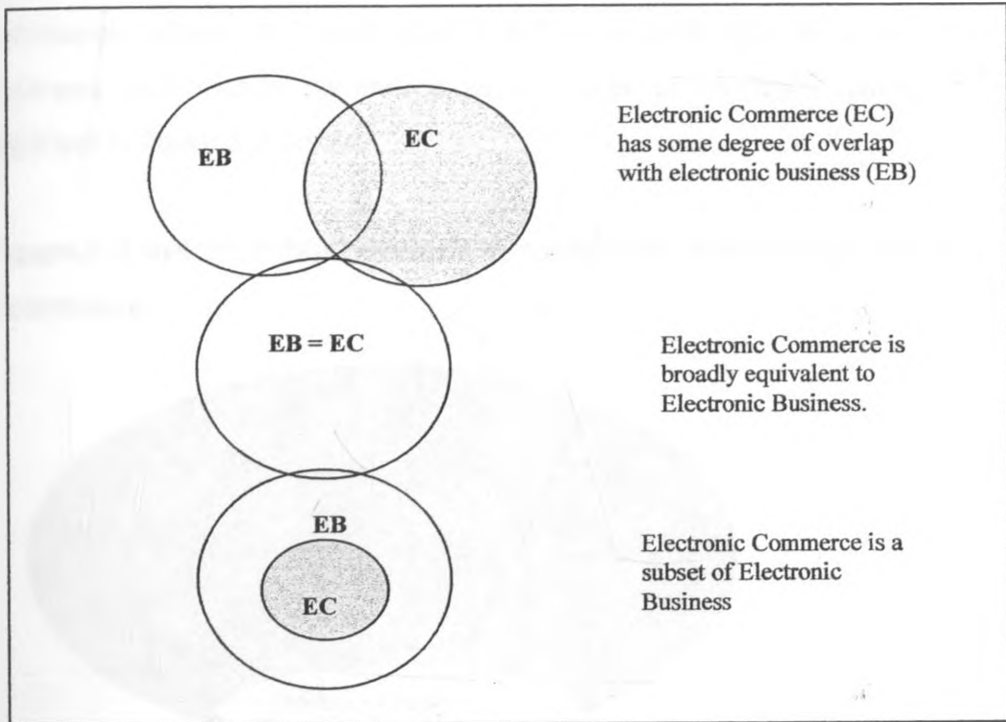 EB
EC
Electronic Commerce (EC)
has some degree of overlap
with electronic business (EB)
EB = EC
Electronic Commerce is
broadly equivalent to
Electronic Business.
EB
EC
Electronic Commerce is a
subset of Electronic
Business